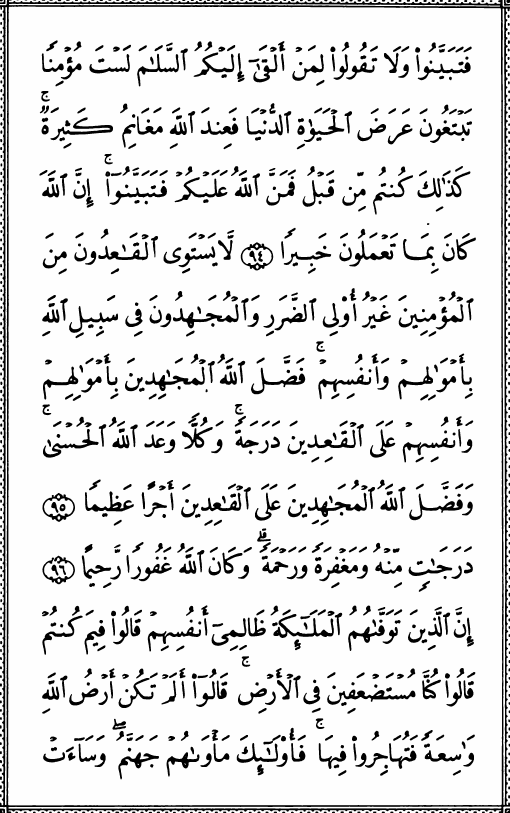 فَتَبَيَّنُوا۟ وَلَا تَقُولُوا۟ لِمَنْ أَلْقَىٰٓ إِلَيْكُمُ ٱلسَّلَٰمَ لَسْتَ مُؤْمِنًا
تَبْتَغُونَ عَرَضَ ٱلْحَيَوٰةِ ٱلدُّنْيَا فَعِندَ ٱللَّهِ مَغَانِمُ كَثِيرَةٌۚ
كَذَٰلِكَ كُنتُم مِّن قَبْلُ فَمَنَّ ٱللَّهُ عَلَيْكُمْ فَتَبَيَّنُوٓا۟ۚ إِنَّ ٱللَّهَ
كَانَ بِمَا تَعْمَلُونَ خَبِيرًا ٩٤ لَّا يَسْتَوِى ٱلْقَٰعِدُونَ مِنَ
ٱلْمُؤْمِنِينَ غَيْرُ أُو۟لِى ٱلضَّرَرِ وَٱلْمُجَٰهِدُونَ فِى سَبِيلِ ٱللَّهِ
بِأَمْوَٰلِهِمْ وَأَنفُسِهِمْۚ فَضَّلَ ٱللَّهُ ٱلْمُجَٰهِدِينَ بِأَمْوَٰلِهِمْ
وَأَنفُسِهِمْ عَلَى ٱلْقَٰعِدِينَ دَرَجَةًۚ وَكُلًّا وَعَدَ ٱللَّهُ ٱلْحُسْنَىٰۚ
وَفَضَّلَ ٱللَّهُ ٱلْمُجَٰهِدِينَ عَلَى ٱلْقَٰعِدِينَ أَجْرًا عَظِيمًا ٩٥
دَرَجَٰتٍ مِّنْهُ وَمَغْفِرَةً وَرَحْمَةًۚ وَكَانَ ٱللَّهُ غَفُورًا رَّحِيمًا ٩٦
إِنَّ ٱلَّذِينَ تَوَفَّىٰهُمُ ٱلْمَلَٰٓئِكَةُ ظَالِمِىٓ أَنفُسِهِمْ قَالُوا۟ فِيمَ كُنتُمْ
قَالُوا۟ كُنَّا مُسْتَضْعَفِينَ فِى ٱلْأَرْضِۚ قَالُوٓا۟ أَلَمْ تَكُنْ أَرْضُ ٱللَّهِ
وَٰسِعَةً فَتُهَاجِرُوا۟ فِيهَاۚ فَأُو۟لَٰٓئِكَ مَأْوَىٰهُمْ جَهَنَّمُۖ وَسَآءَتْ